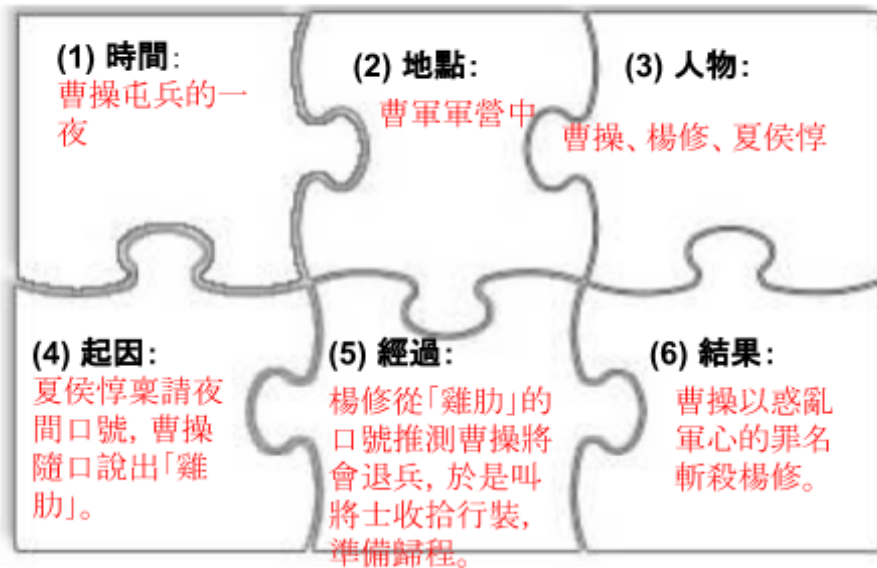 (1) 時間：
曹操屯兵的一
夜
(2) 地點：
曹軍軍營中
(3) 人物：
曹操、楊修、夏侯惇
(4) 起因：
夏侯惇稟請夜
間口號，曹操
隨口說出「雞
肋」。
(5) 經過：
楊修從「雞肋」的
口號推測曹操將
會退兵，於是叫
將士收拾行裝，
準備歸程。
(6) 結果：
曹操以惑亂
軍心的罪名
斬殺楊修。